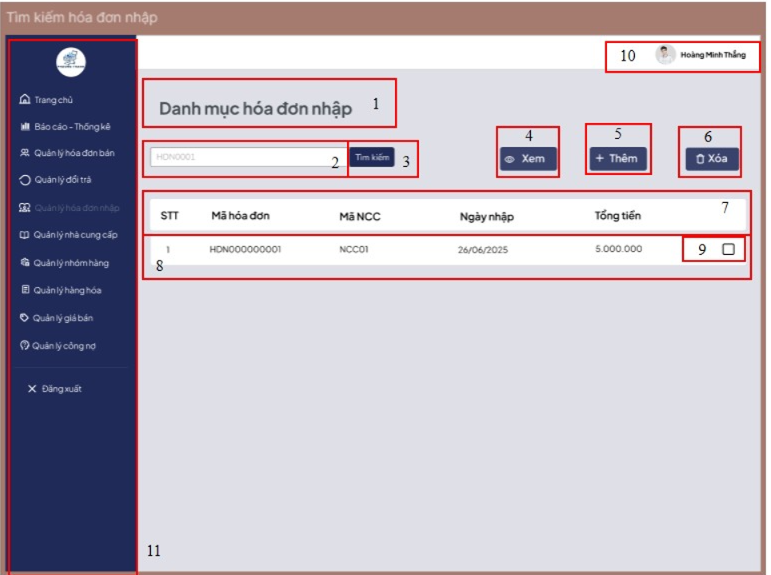 Tìm kiếm hóa đơn nhập
10 Hoàng Minh Thắng
Trang chủ
Báo cáo - Thống kê
Quản lý hóa đơn bán
Quản lý đổi trả
Quản lý hóa đơn nhập
Quản lý nhà cung cấp
Quản lý nhóm hàng
Quản lý hàng hóa
Quản lý giá bán
Quản lý công nợ
Đăng xuất
11
Danh mục hóa đơn nhập 1
HDN0001 2 Tìm kiếm 3
4
Xem
5
+ Thêm
6
Xóa
STT Mã hóa đơn Mã NCC Ngày nhập Tổng tiền 7
1 HDN000000001 NCC01 26/06/2025 5.000.000 9
8